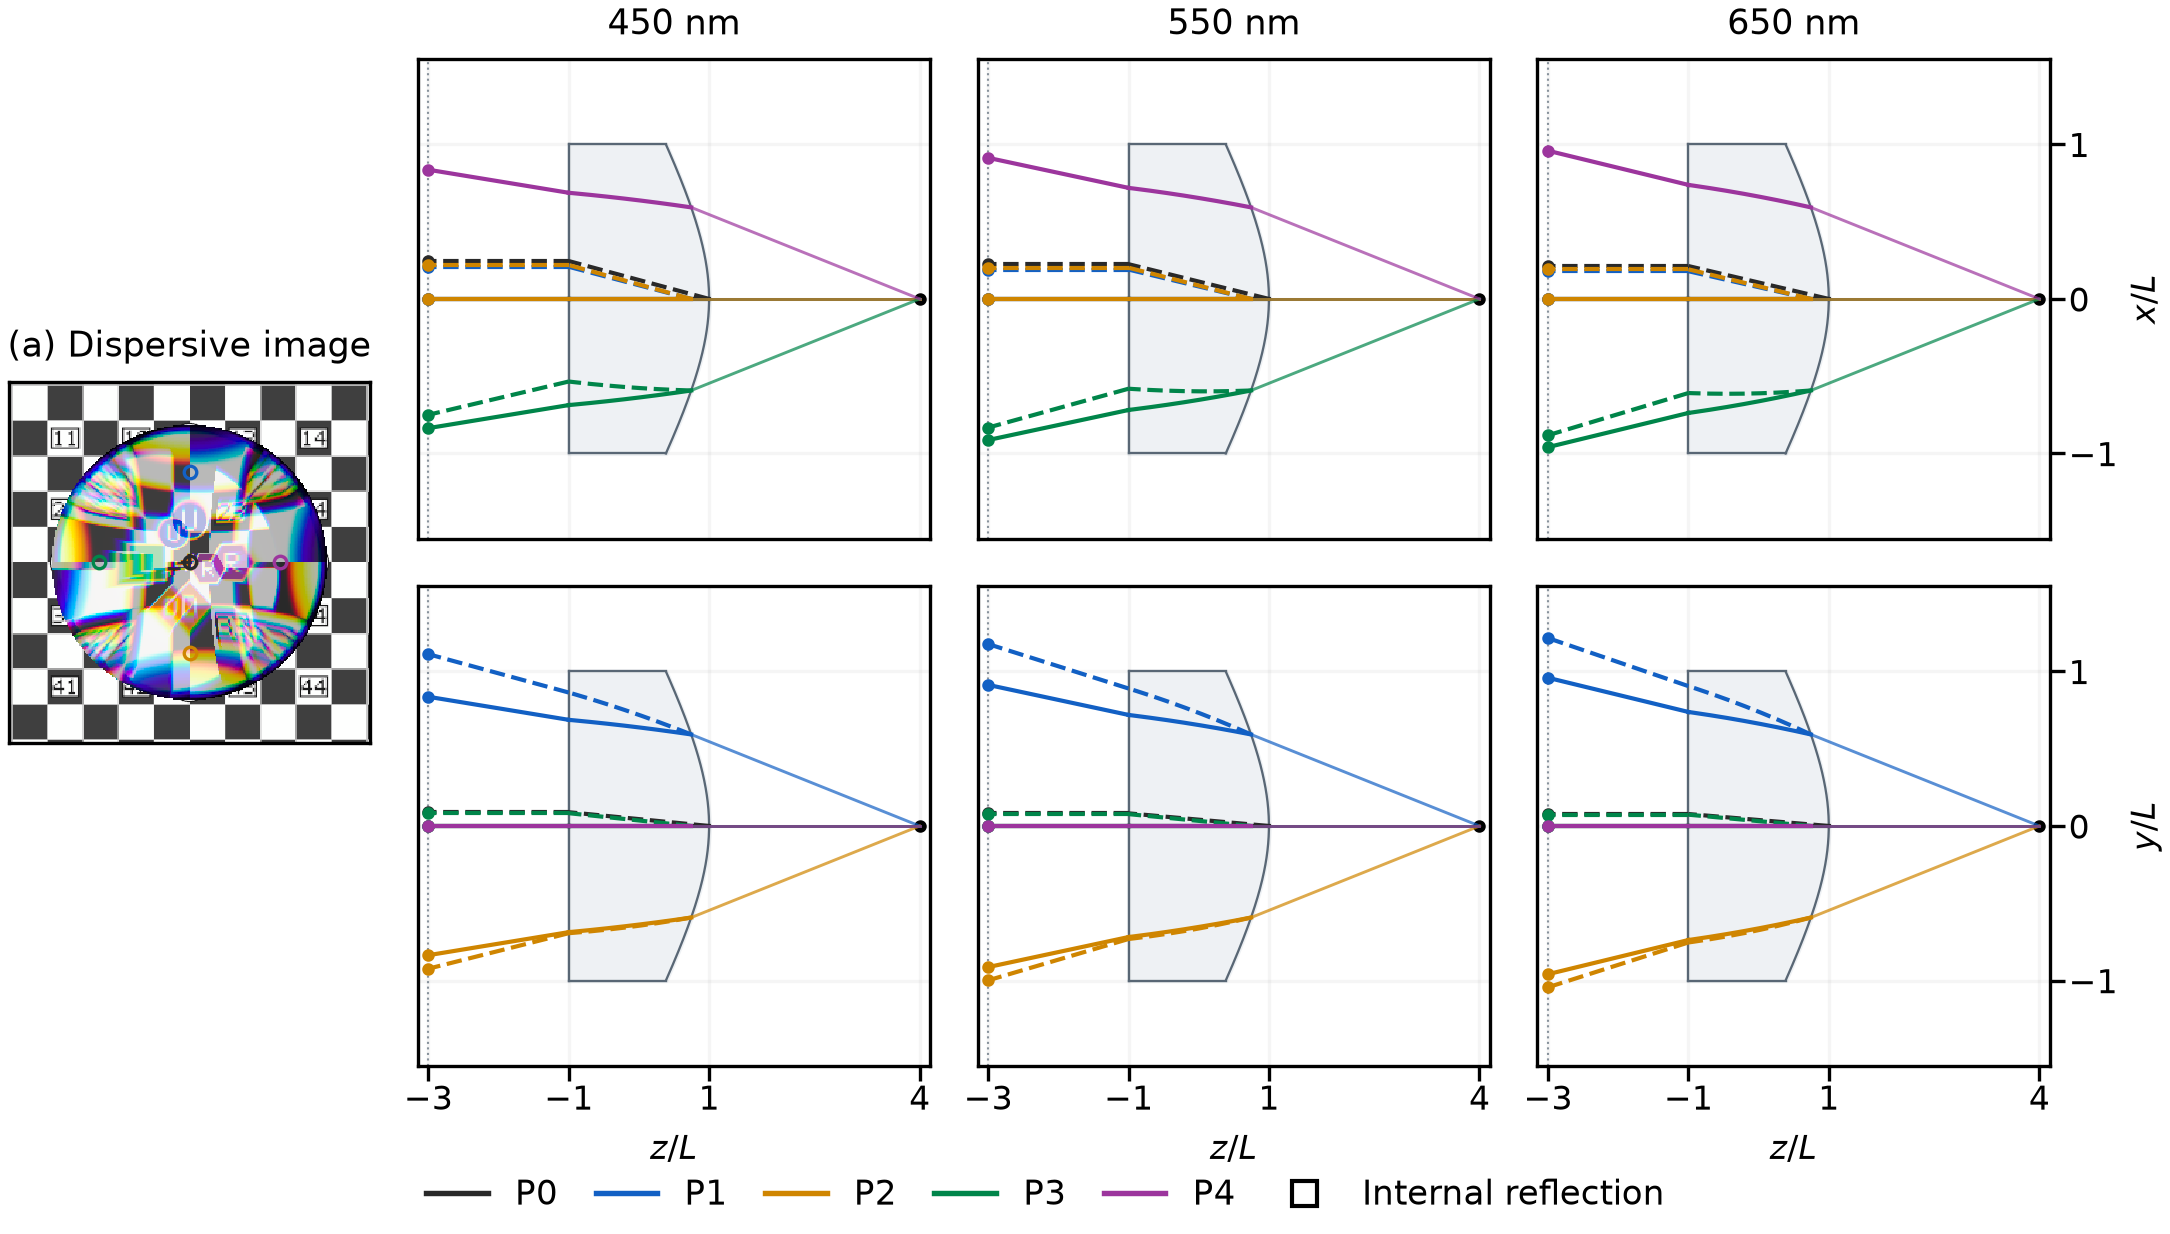 450 nm
550 nm
650 nm
(a) Dispersive image
11
14
41
44
1
0
−1
x/L
1
0
−1
y/L
−3
−1
1
4
−3
−1
1
4
−3
−1
1
4
z/L
z/L
z/L
P0
P1
P2
P3
P4
Internal reflection